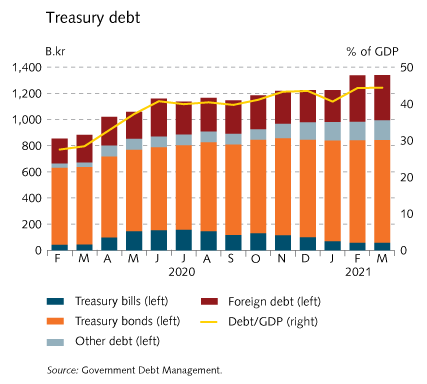 Treasury debt
B.kr % of GDP
1,400 50
1,200 40
1,000
800 30
600 20
400
200 10
0 0
F M A M J J A S O N D J F M
2020 2021
Treasury bills (left) Foreign debt (left)
Treasury bonds (left) Debt/GDP (right)
Other debt (left)
Source: Government Debt Management.